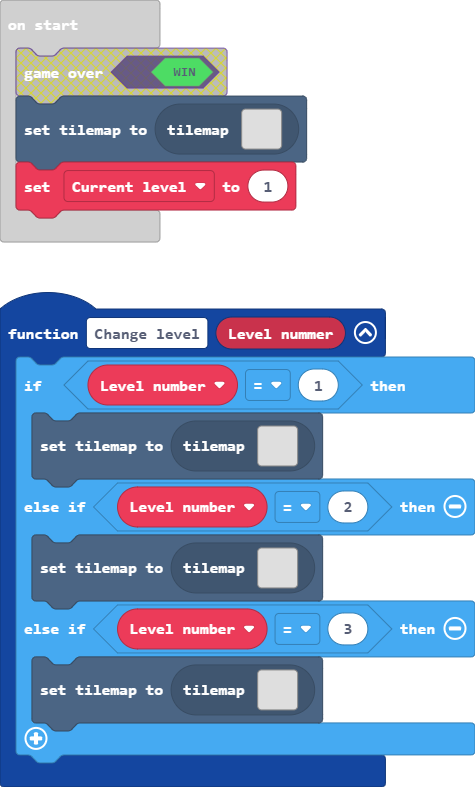 on start
game over WIN
set tilemap to tilemap
set Current level to 1
function Change level Level nummer
if Level number = 1 then
set tilemap to tilemap
else if Level number = 2 then
set tilemap to tilemap
else if Level number = 3 then
set tilemap to tilemap